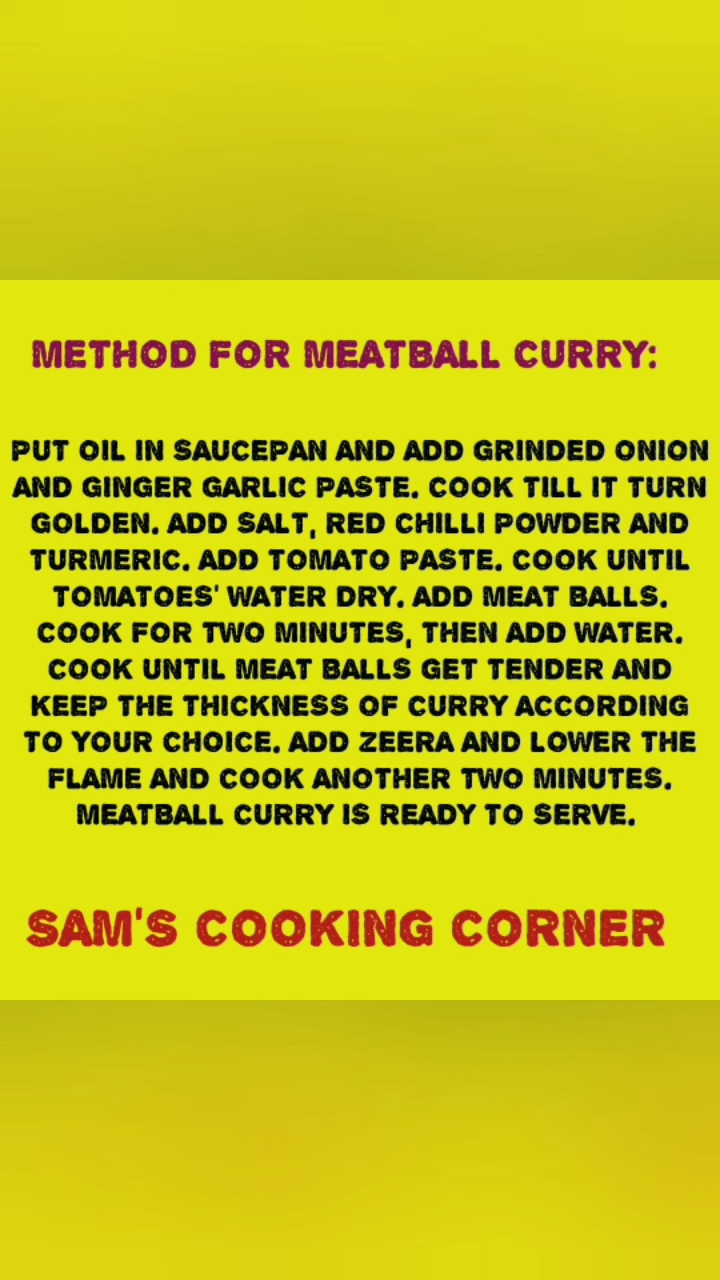 METHOD FOR MEATBALL CURRY:
PUT OIL IN SAUCEPAN AND ADD GRINDED ONION
AND GINGER GARLIC PASTE. COOK TILL IT TURN
GOLDEN. ADD SALT, RED CHILLI POWDER AND
TURMERIC. ADD TOMATO PASTE. COOK UNTIL
TOMATOES' WATER DRY. ADD MEAT BALLS.
COOK FOR TWO MINUTES, THEN ADD WATER.
COOK UNTIL MEAT BALLS GET TENDER AND
KEEP THE THICKNESS OF CURRY ACCORDING
TO YOUR CHOICE. ADD ZEERA AND LOWER THE
FLAME AND COOK ANOTHER TWO MINUTES.
MEATBALL CURRY IS READY TO SERVE.
SAM'S COOKING CORNER